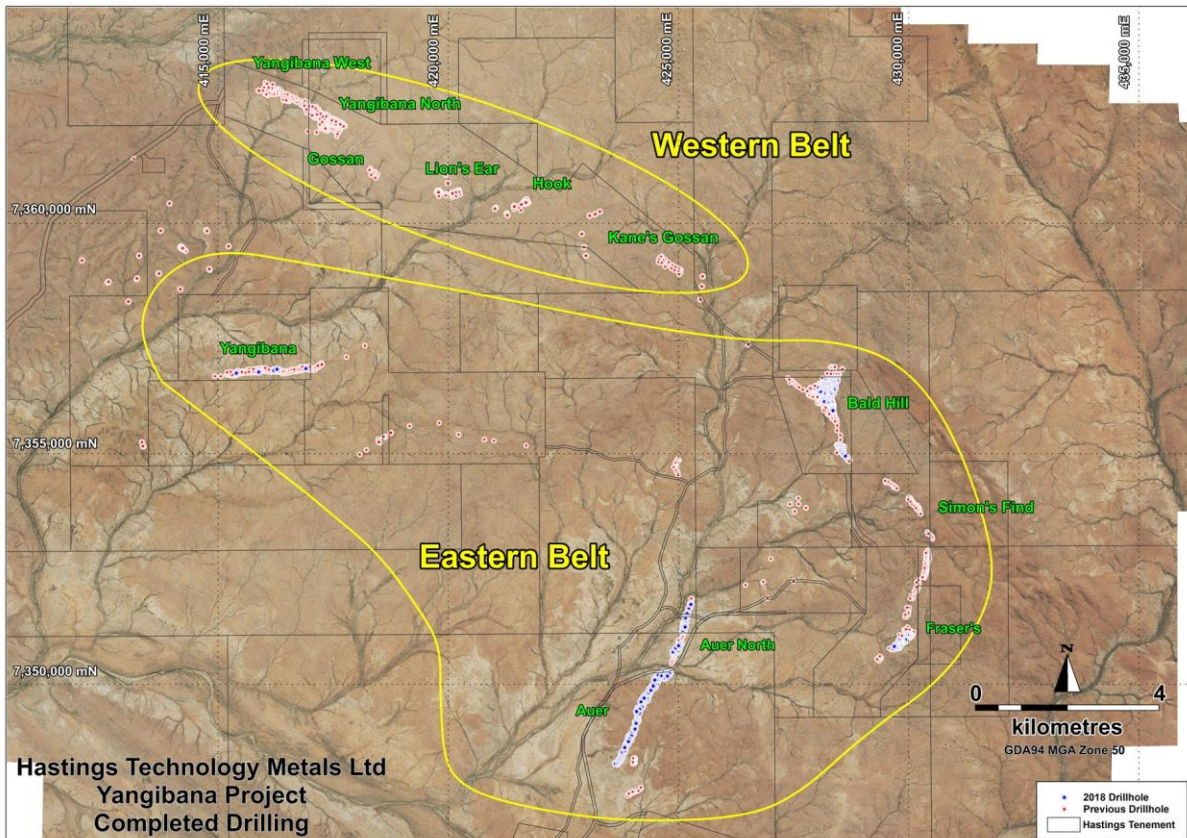 415,000 mE
420,000 mE
425,000 mE
430,000 mE
435,000 mE
Yangibana West
Yangibana North
Western Belt
Gossan
Lion's Ear
Hook
7,360,000 mN
Kane's Gossan
Yangibana
Bald Hill
7,355,000 mN
Simon's Find
Eastern Belt
Fraser's
Auer North
7,350,000 mN
Auer
N
0 4
kilometres
GDA94 MGA Zone 50
Hastings Technology Metals Ltd
Yangibana Project
Completed Drilling
2018 Drillhole
Previous Drillhole
Hastings Tenement